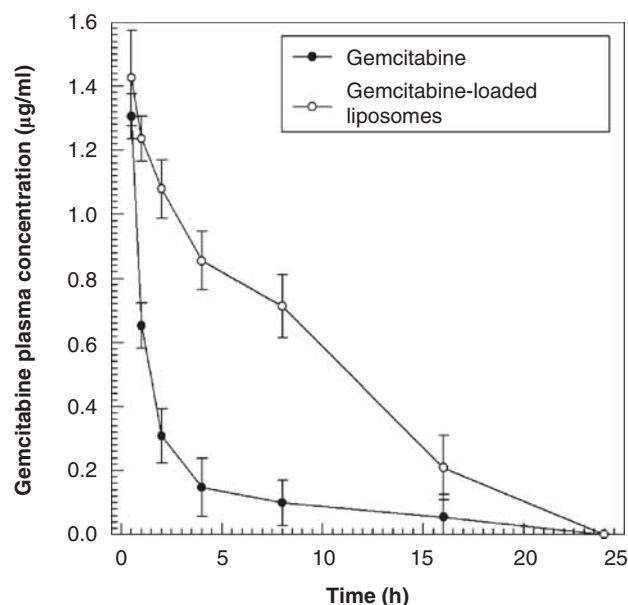 Gemcitabine plasma concentration (µg/ml)
1.6
1.4
1.2
1.0
0.8
0.6
0.4
0.2
0.0
Gemcitabine
Gemcitabine-loaded
liposomes
0 5 10 15 20 25
Time (h)